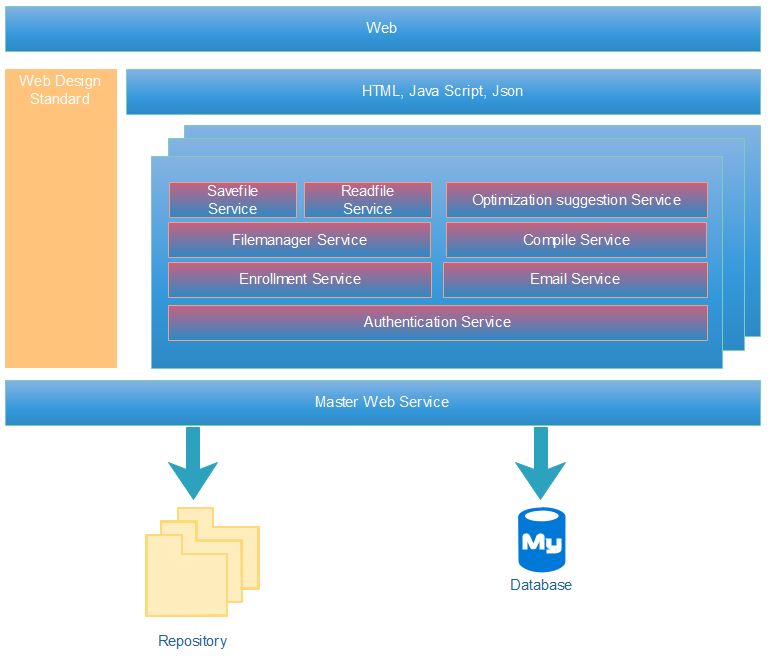 Web
Web Design
Standard
HTML, Java Script, Json
Savefile
Service
Readfile
Service
Optimization suggestion Service
Filemanager Service
Compile Service
Enrollment Service
Email Service
Authentication Service
Master Web Service
My
Database
Repository